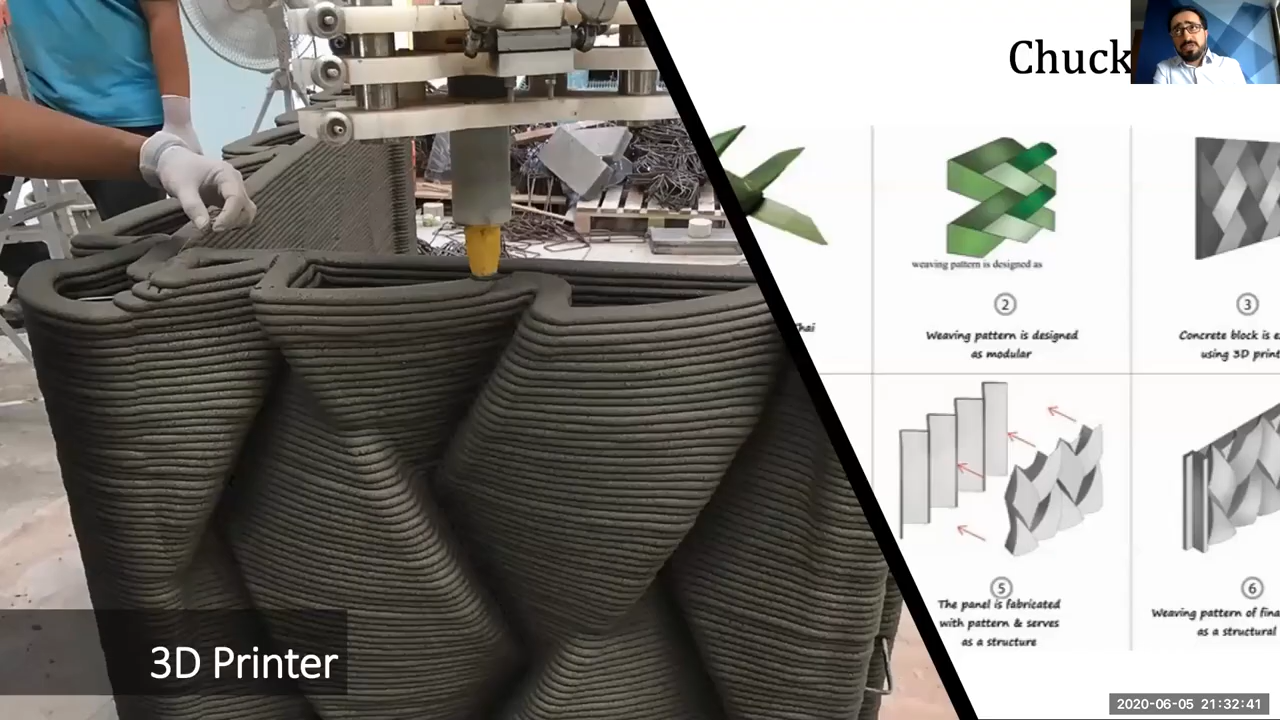 Chuck
weaving pattern is designed as
2
3
Weaving pattern is designed
as modular
Concrete block is
using 3D
5
6
The panel is fabricated
with pattern & serves
as a structure
Weaving pattern of
as a structural
3D Printer
2020-06-05 21:32:41